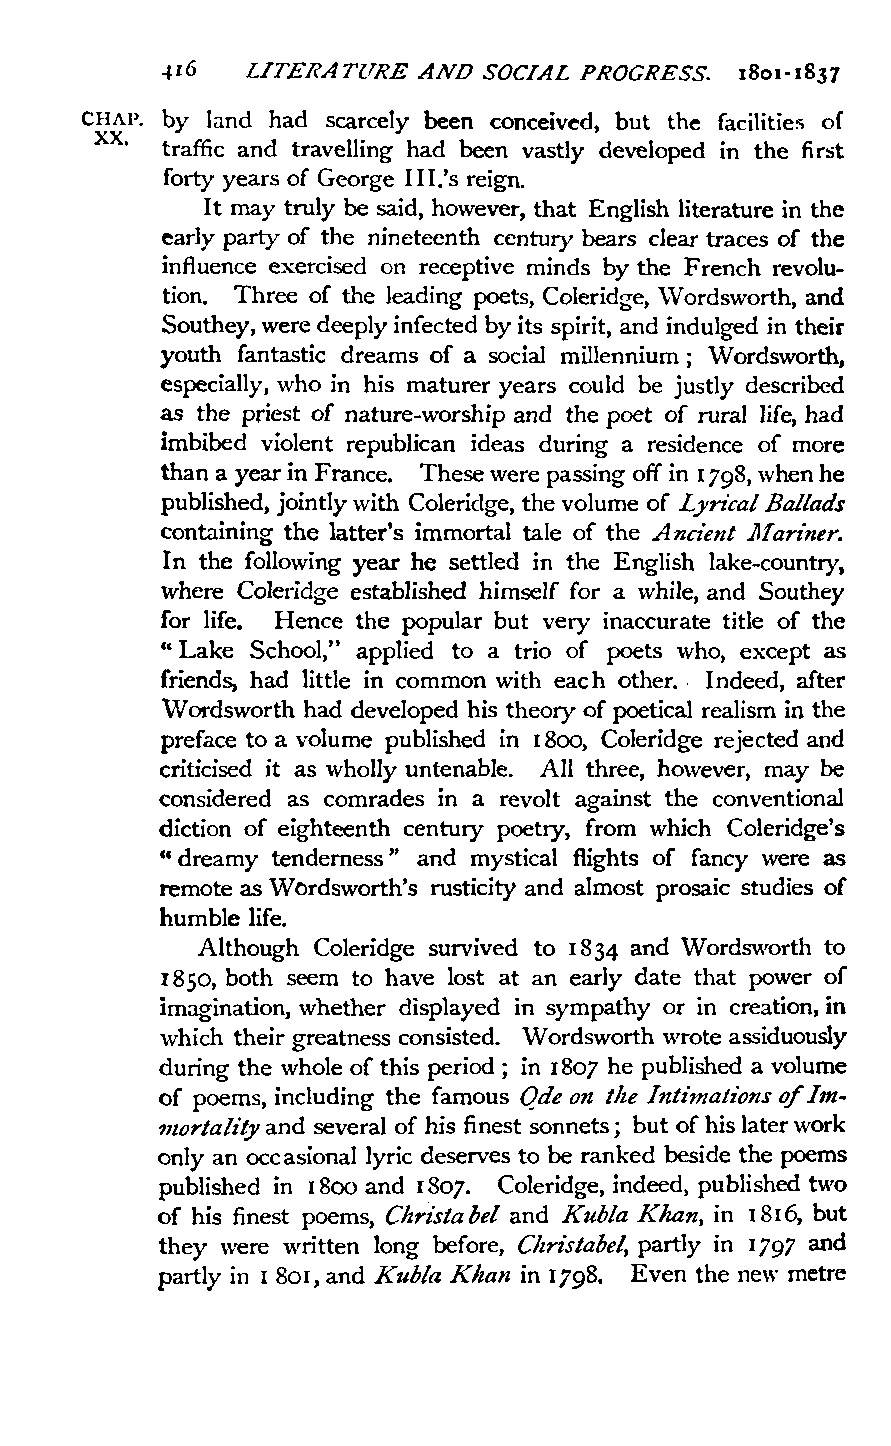 416 LITERATURE AND SOCIAL PROGRESS. 1801-1837
CHAP. by land had scarcely been conceived, but the facilities of
XX. traffic and travelling had been vastly developed in the first
forty years of George III.'s reign.
It may truly be said, however, that English literature in the
early party of the nineteenth century bears clear traces of the
influence exercised on receptive minds by the French revolu-
tion. Three of the leading poets, Coleridge, Wordsworth, and
Southey, were deeply infected by its spirit, and indulged in their
youth fantastic dreams of a social millennium; Wordsworth,
especially, who in his maturer years could be justly described
as the priest of nature-worship and the poet of rural life, had
imbibed violent republican ideas during a residence of more
than a year in France. These were passing off in 1798, when he
published, jointly with Coleridge, the volume of Lyrical Ballads
containing the latter's immortal tale of the Ancient Mariner.
In the following year he settled in the English lake-country,
where Coleridge established himself for a while, and Southey
for life. Hence the popular but very inaccurate title of the
"Lake School," applied to a trio of poets who, except as
friends, had little in common with each other. Indeed, after
Wordsworth had developed his theory of poetical realism in the
preface to a volume published in 1800, Coleridge rejected and
criticised it as wholly untenable. All three, however, may be
considered as comrades in a revolt against the conventional
diction of eighteenth century poetry, from which Coleridge's
"dreamy tenderness" and mystical flights of fancy were as
remote as Wordsworth's rusticity and almost prosaic studies of
humble life.
Although Coleridge survived to 1834 and Wordsworth to
1850, both seem to have lost at an early date that power of
imagination, whether displayed in sympathy or in creation, in
which their greatness consisted. Wordsworth wrote assiduously
during the whole of this period; in 1807 he published a volume
of poems, including the famous Ode on the Intimations of Im-
mortality and several of his finest sonnets; but of his later work
only an occasional lyric deserves to be ranked beside the poems
published in 1800 and 1807. Coleridge, indeed, published two
of his finest poems, Christabel and Kubla Khan, in 1816, but
they were written long before, Christabel, partly in 1797 and
partly in 1801, and Kubla Khan in 1798. Even the new metre